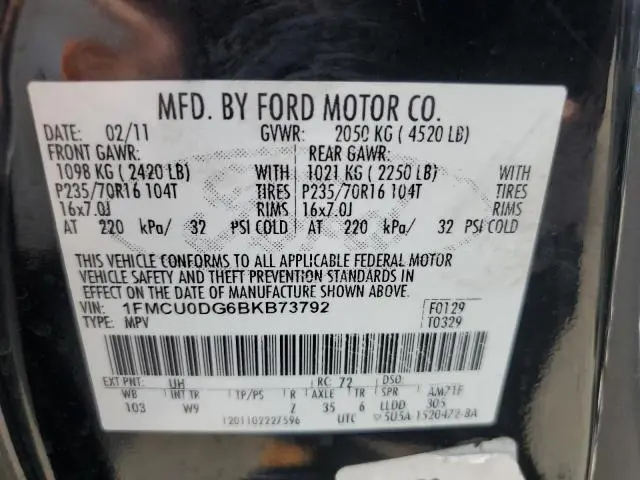 MFD. BY FORD MOTOR CO.
DATE: 02/11 GVWR: 2050 KG ( 4520 LB)
FRONT GAWR: REAR GAWR:
1098 KG ( 2420 LB) WITH 1021 KG ( 2250 LB) WITH
P235/70R16 104T TIRES P235/70R16 104T TIRES
16x7.0J RIMS 16x7.0J RIMS
AT 220 kPa/ 32 PSI COLD AT 220 kPa/ 32 PSI COLD
THIS VEHICLE CONFORMS TO ALL APPLICABLE FEDERAL MOTOR
VEHICLE SAFETY AND THEFT PREVENTION STANDARDS IN
EFFECT ON THE DATE OF MANUFACTURE SHOWN ABOVE.
VIN: 1FMCU0DG6BKB73792 F0129
TYPE: MPV T0329
EXT PNT: UH RC: 72 DSO:
WB INT TR TP/PS R AXLE TR SPR AM71F
103 W9 Z 35 6 LLDD 305
1201102227596 UTC 5U5A-1520472-BA